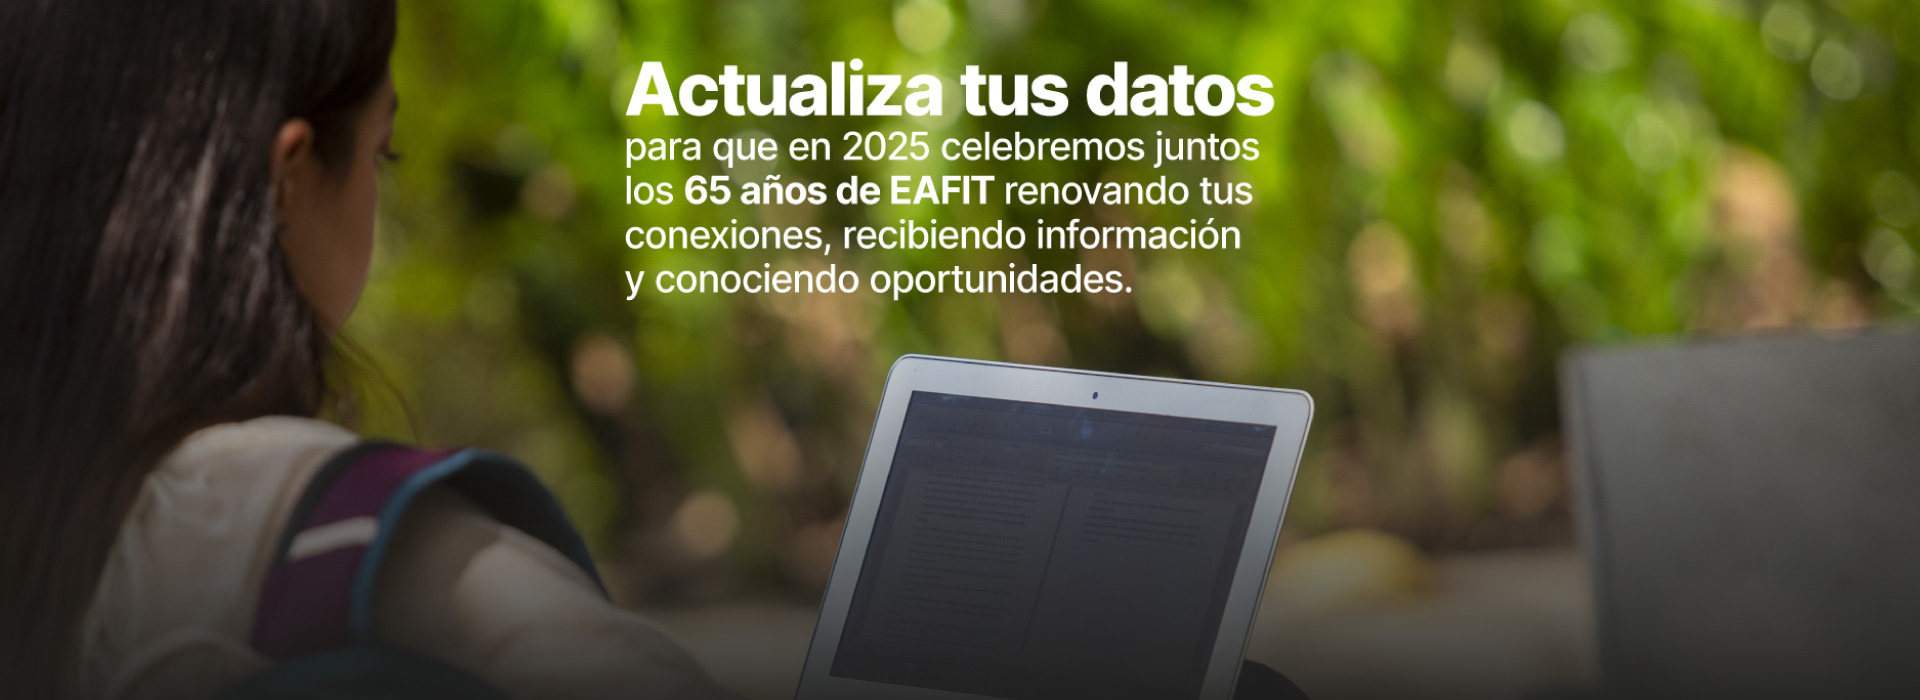 Actualiza tus datos
para que en 2025 celebremos juntos
los 65 años de EAFIT renovando tus
conexiones, recibiendo información
y conociendo oportunidades.